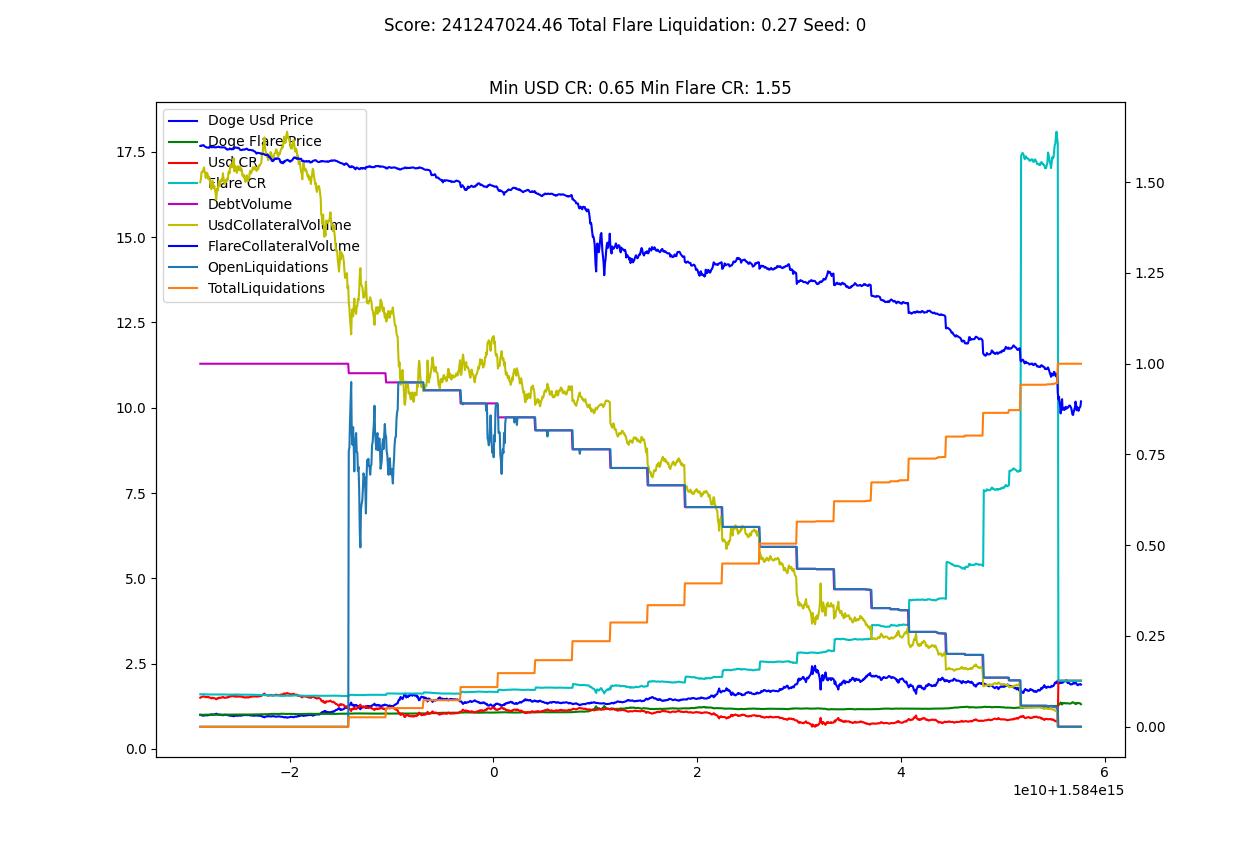 Score: 241247024.46 Total Flare Liquidation: 0.27 Seed: 0
Min USD CR: 0.65 Min Flare CR: 1.55
Doge Usd Price
Doge Flare Price
Usd CR
Flare CR
DebtVolume
UsdCollateralVolume
FlareCollateralVolume
OpenLiquidations
TotalLiquidations
17.5
15.0
12.5
10.0
7.5
5.0
2.5
0.0
1.50
1.25
1.00
0.75
0.50
0.25
0.00
−2
0
2
4
6
1e10+1.584e15